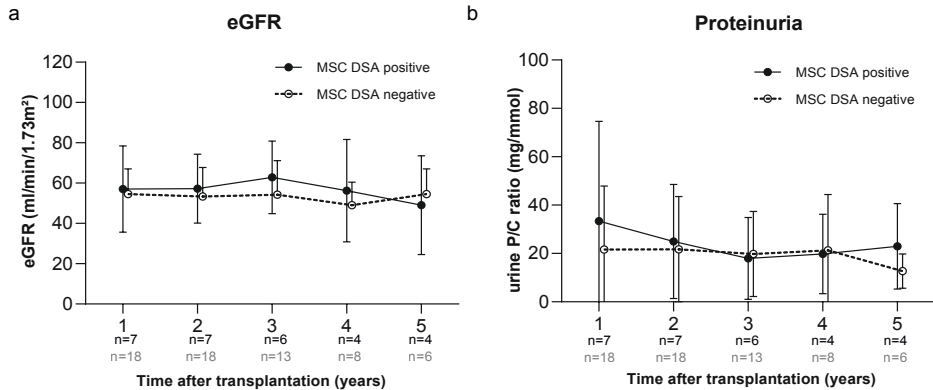 a
eGFR
MSC DSA positive
MSC DSA negative
eGFR (ml/min/1.73m²)
120
100
80
60
40
20
0
1 2 3 4 5
n=7 n=7 n=6 n=4 n=4
n=18 n=18 n=13 n=8 n=6
Time after transplantation (years)
b
Proteinuria
MSC DSA positive
MSC DSA negative
urine P/C ratio (mg/mmol)
100
80
60
40
20
0
1 2 3 4 5
n=7 n=7 n=6 n=4 n=4
n=18 n=18 n=13 n=8 n=6
Time after transplantation (years)